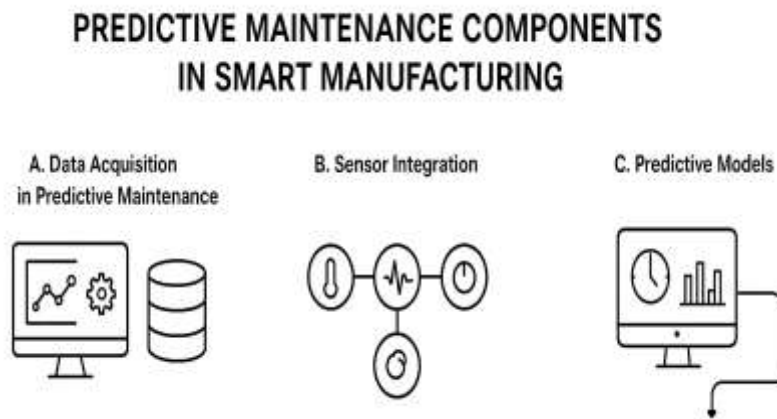 PREDICTIVE MAINTENANCE COMPONENTS
IN SMART MANUFACTURING
A. Data Acquisition
in Predictive Maintenance
B. Sensor Integration
C. Predictive Models